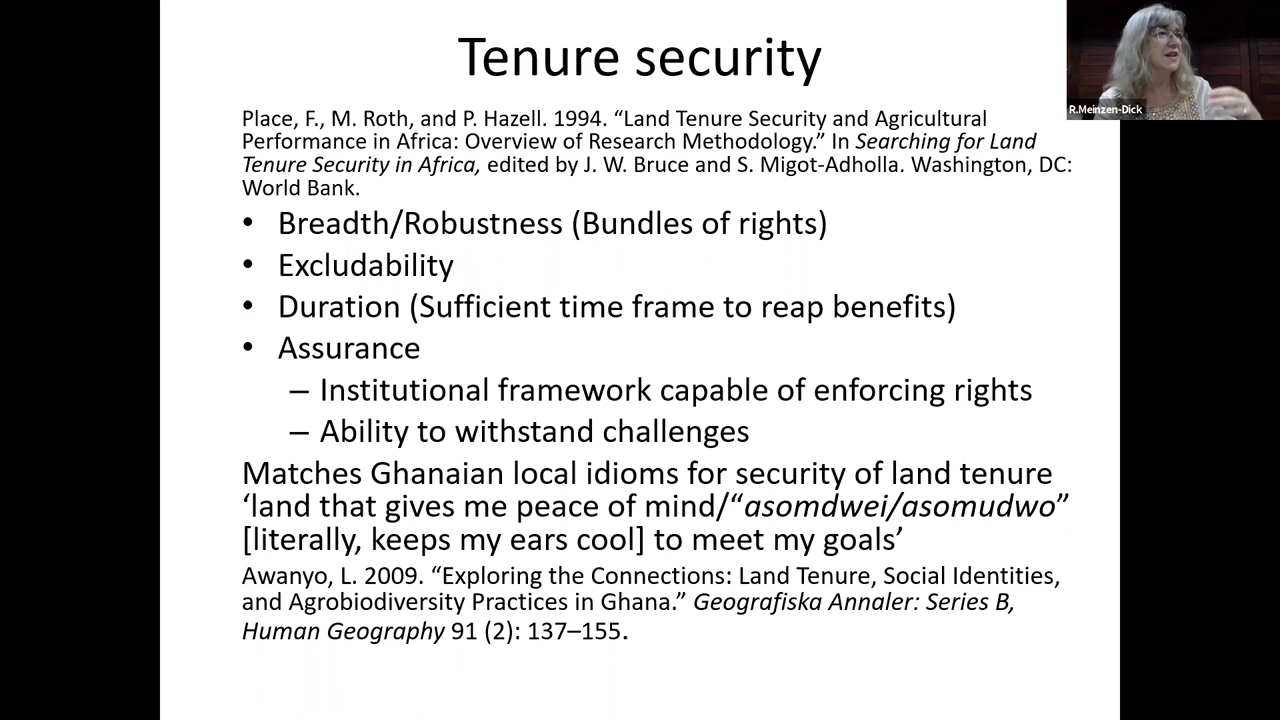 Tenure security
R.Meinzen-Dick
Place, F., M. Roth, and P. Hazell. 1994. “Land Tenure Security and Agricultural
Performance in Africa: Overview of Research Methodology.” In Searching for Land
Tenure Security in Africa, edited by J. W. Bruce and S. Migot-Adholla. Washington, DC:
World Bank.
• Breadth/Robustness (Bundles of rights)
• Excludability
• Duration (Sufficient time frame to reap benefits)
• Assurance
– Institutional framework capable of enforcing rights
– Ability to withstand challenges
Matches Ghanaian local idioms for security of land tenure
‘land that gives me peace of mind/“asomdwei/asomudwo”
[literally, keeps my ears cool] to meet my goals’
Awanyo, L. 2009. “Exploring the Connections: Land Tenure, Social Identities,
and Agrobiodiversity Practices in Ghana.” Geografiska Annaler: Series B,
Human Geography 91 (2): 137–155.